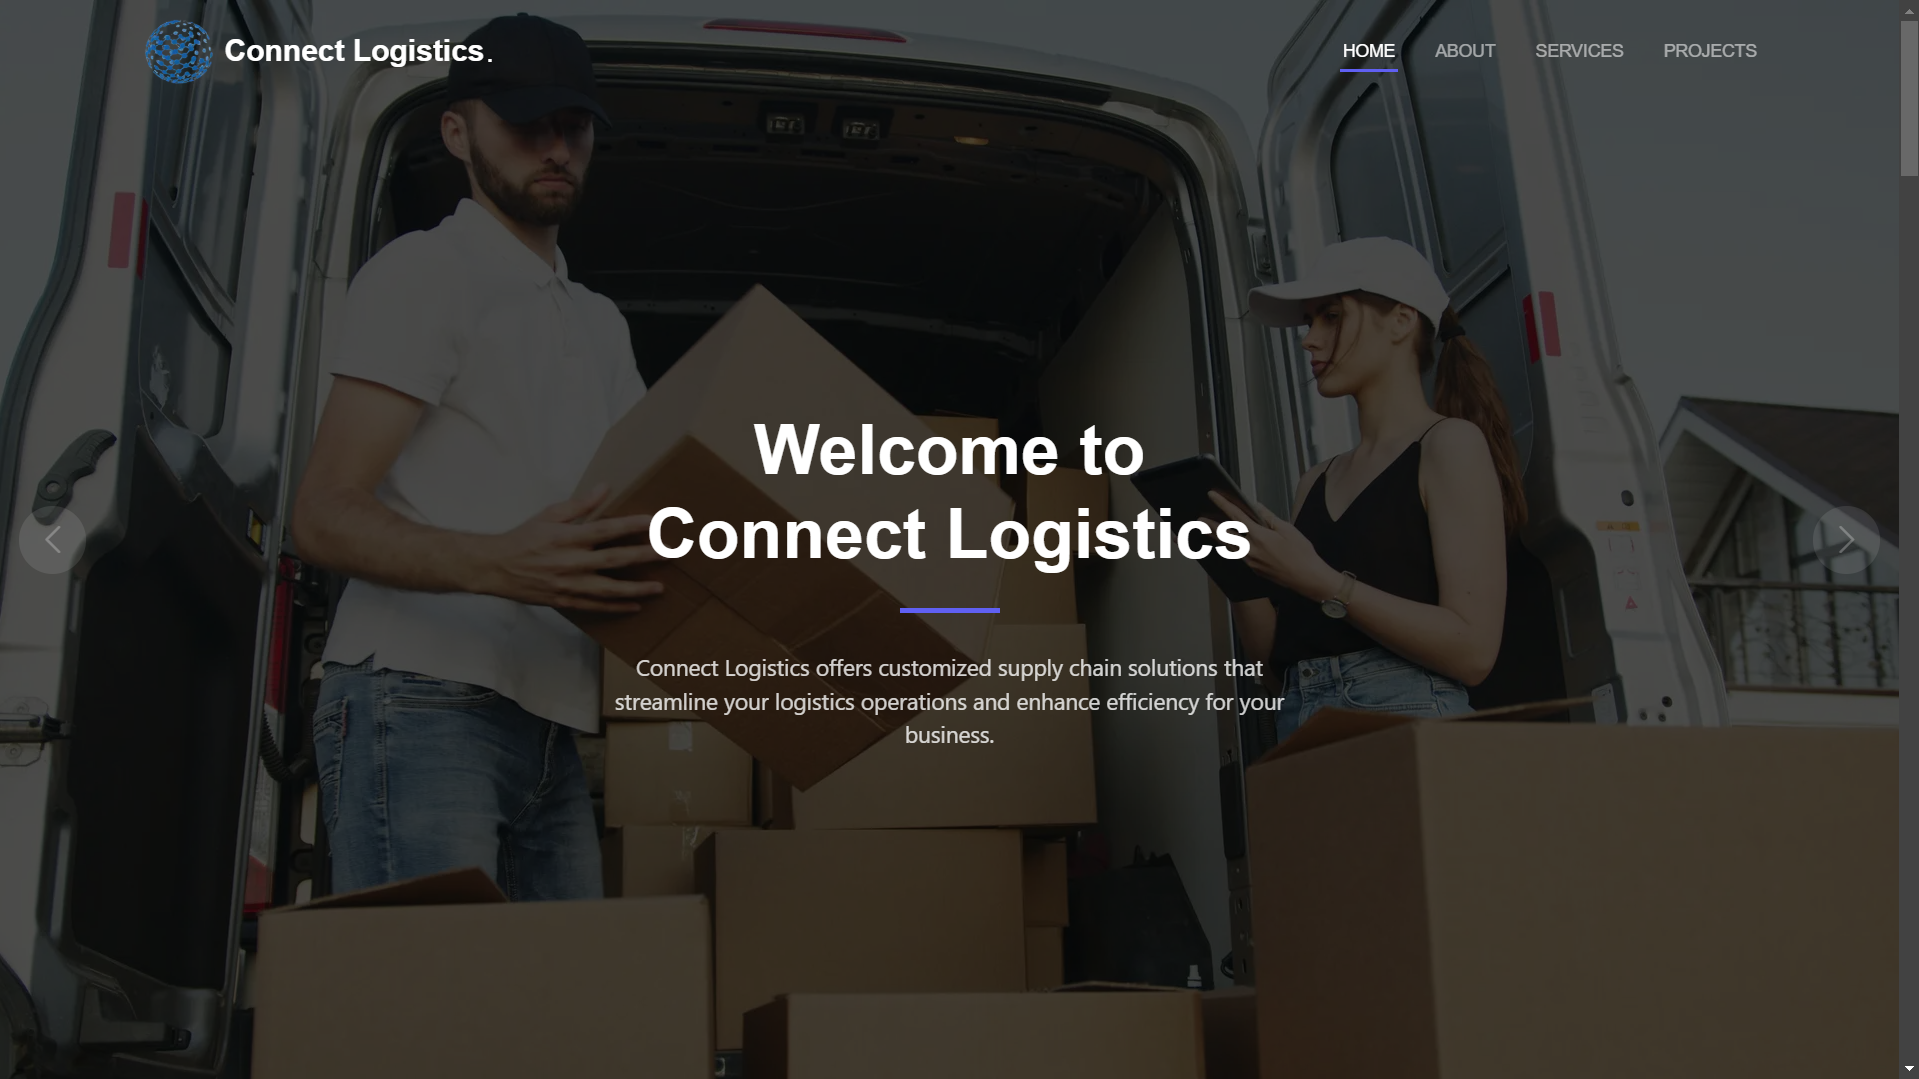 Connect Logistics.
HOME ABOUT SERVICES PROJECTS
Welcome to
Connect Logistics
Connect Logistics offers customized supply chain solutions that
streamline your logistics operations and enhance efficiency for your
business.